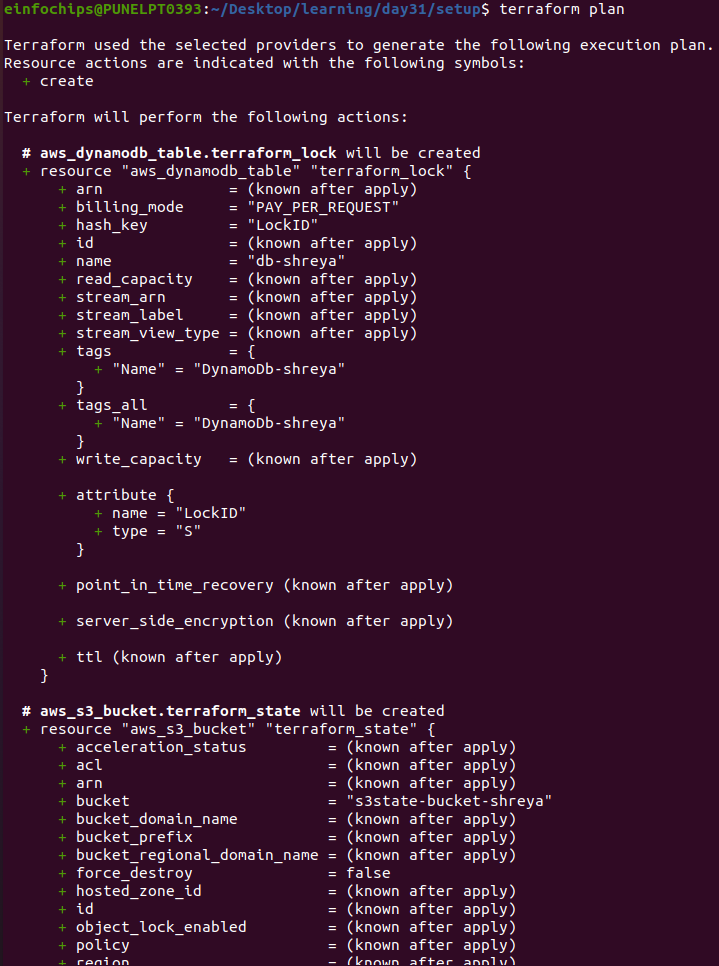 einfochips@PUNELPT0393:~/Desktop/learning/day31/setup$ terraform plan
Terraform used the selected providers to generate the following execution plan.
Resource actions are indicated with the following symbols:
  + create
Terraform will perform the following actions:
  # aws_dynamodb_table.terraform_lock will be created
  + resource "aws_dynamodb_table" "terraform_lock" {
      + arn              = (known after apply)
      + billing_mode     = "PAY_PER_REQUEST"
      + hash_key         = "LockID"
      + id               = (known after apply)
      + name             = "db-shreya"
      + read_capacity    = (known after apply)
      + stream_arn       = (known after apply)
      + stream_label     = (known after apply)
      + stream_view_type = (known after apply)
      + tags             = {
          + "Name" = "DynamoDb-shreya"
        }
      + tags_all         = {
          + "Name" = "DynamoDb-shreya"
        }
      + write_capacity   = (known after apply)
      + attribute {
          + name = "LockID"
          + type = "S"
        }
      + point_in_time_recovery (known after apply)
      + server_side_encryption (known after apply)
      + ttl (known after apply)
    }
  # aws_s3_bucket.terraform_state will be created
  + resource "aws_s3_bucket" "terraform_state" {
      + acceleration_status         = (known after apply)
      + acl                         = (known after apply)
      + arn                         = (known after apply)
      + bucket                      = "s3state-bucket-shreya"
      + bucket_domain_name          = (known after apply)
      + bucket_prefix               = (known after apply)
      + bucket_regional_domain_name = (known after apply)
      + force_destroy               = false
      + hosted_zone_id              = (known after apply)
      + id                          = (known after apply)
      + object_lock_enabled         = (known after apply)
      + policy                      = (known after apply)
      + region                      = (known after apply)